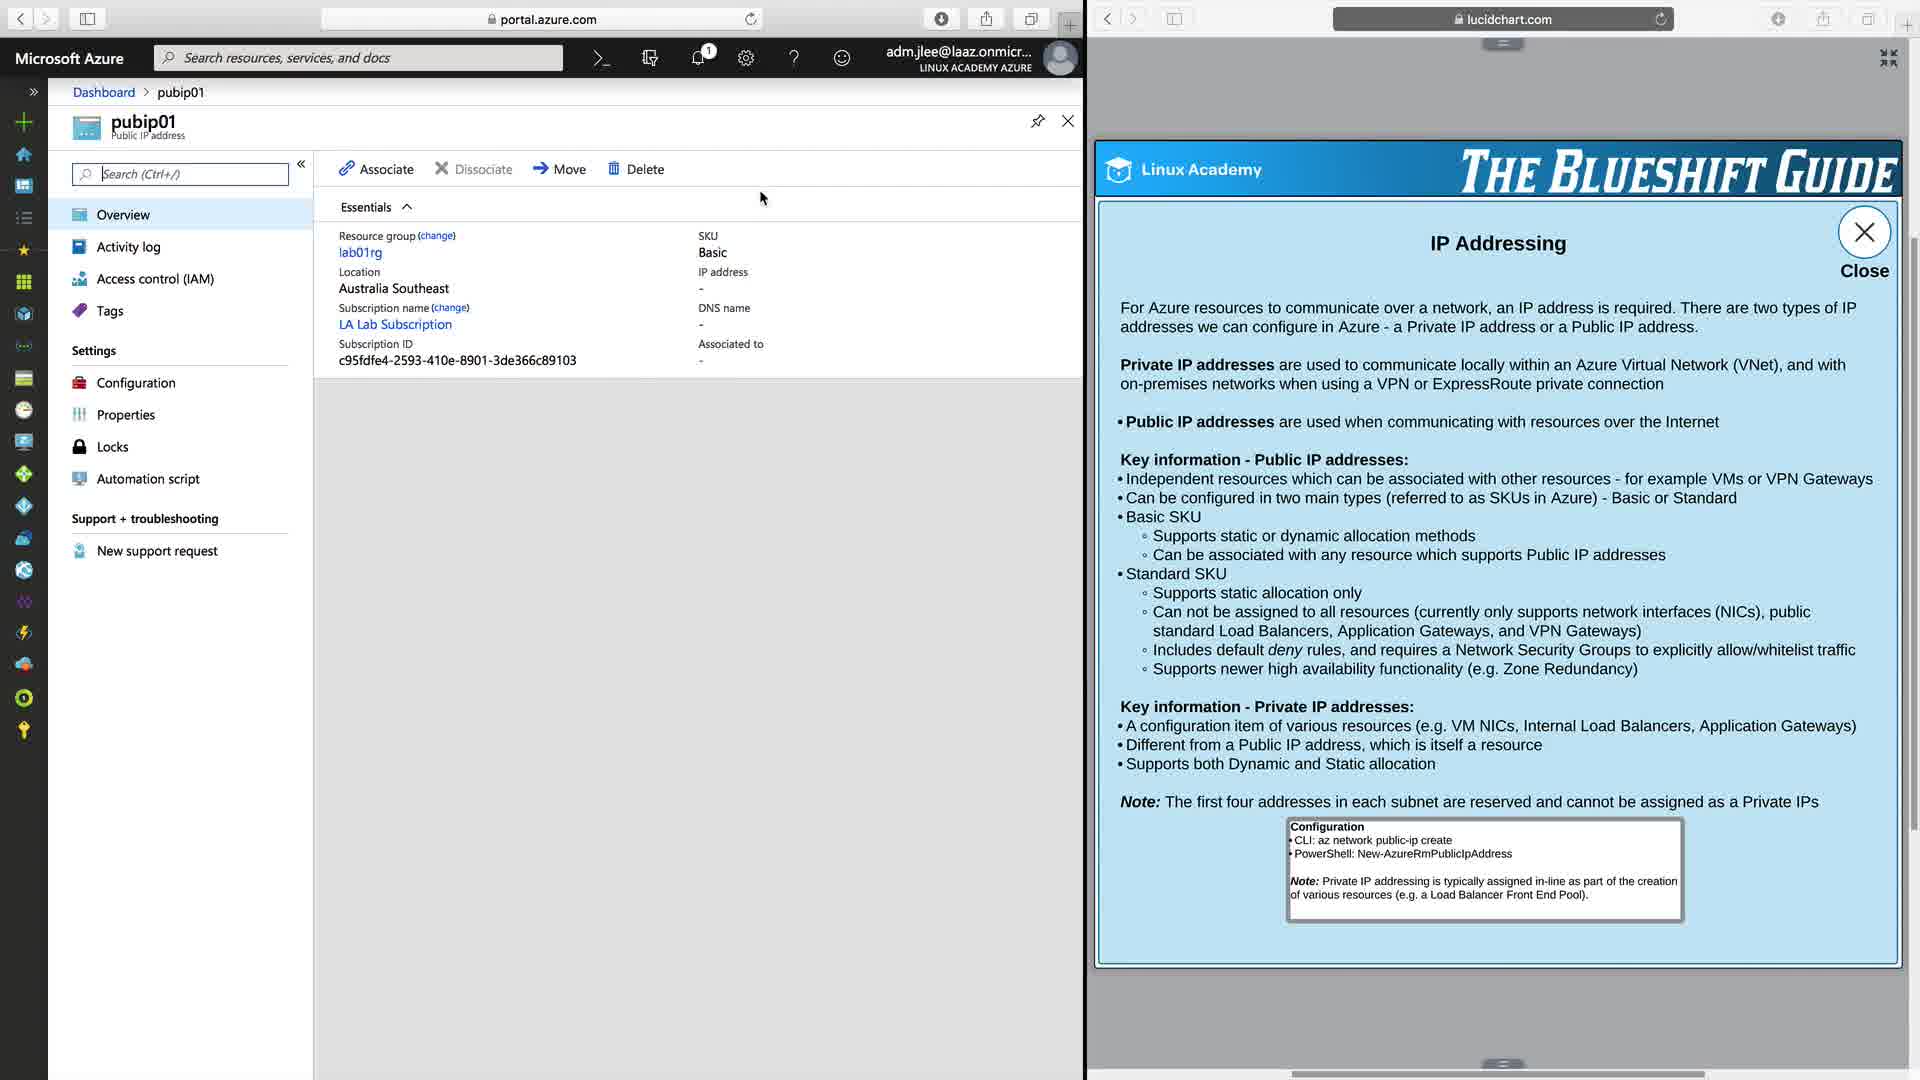 portal.azure.com
Microsoft Azure
Search resources, services, and docs
1
adm.jlee@laaz.onmicr...
LINUX ACADEMY AZURE
Dashboard > pubip01
pubip01
Public IP address
Search (Ctrl+/)
Overview
Activity log
Access control (IAM)
Tags
Settings
Configuration
Properties
Locks
Automation script
Support + troubleshooting
New support request
Associate
Dissociate
Move
Delete
Essentials
Resource group (change)
lab01rg
Location
Australia Southeast
Subscription name (change)
LA Lab Subscription
Subscription ID
c95fdfe4-2593-410e-8901-3de366c89103
SKU
Basic
IP address
-
DNS name
-
Associated to
-
lucidchart.com
Linux Academy
THE BLUESHIFT GUIDE
IP Addressing
Close
For Azure resources to communicate over a network, an IP address is required. There are two types of IP
addresses we can configure in Azure - a Private IP address or a Public IP address.
Private IP addresses are used to communicate locally within an Azure Virtual Network (VNet), and with
on-premises networks when using a VPN or ExpressRoute private connection
• Public IP addresses are used when communicating with resources over the Internet
Key information - Public IP addresses:
• Independent resources which can be associated with other resources - for example VMs or VPN Gateways
• Can be configured in two main types (referred to as SKUs in Azure) - Basic or Standard
• Basic SKU
◦ Supports static or dynamic allocation methods
◦ Can be associated with any resource which supports Public IP addresses
• Standard SKU
◦ Supports static allocation only
◦ Can not be assigned to all resources (currently only supports network interfaces (NICs), public
standard Load Balancers, Application Gateways, and VPN Gateways)
◦ Includes default deny rules, and requires a Network Security Groups to explicitly allow/whitelist traffic
◦ Supports newer high availability functionality (e.g. Zone Redundancy)
Key information - Private IP addresses:
• A configuration item of various resources (e.g. VM NICs, Internal Load Balancers, Application Gateways)
• Different from a Public IP address, which is itself a resource
• Supports both Dynamic and Static allocation
Note: The first four addresses in each subnet are reserved and cannot be assigned as a Private IPs
Configuration
• CLI: az network public-ip create
• PowerShell: New-AzureRmPublicIpAddress
Note: Private IP addressing is typically assigned in-line as part of the creation
of various resources (e.g. a Load Balancer Front End Pool).